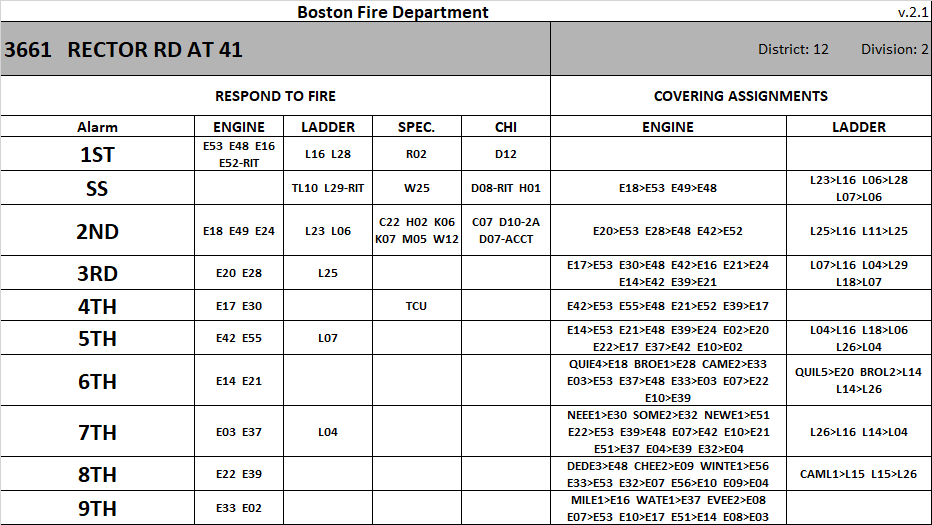 Boston Fire Department v.2.1
3661 RECTOR RD AT 41 District: 12 Division: 2
RESPOND TO FIRE COVERING ASSIGNMENTS
Alarm ENGINE LADDER SPEC. CHI ENGINE LADDER
1ST
E53 E48 E16
E52-RIT
L16 L28
R02
D12
SS
TL10 L29-RIT
W25
D08-RIT H01
E18>E53 E49>E48
L23>L16 L06>L28
L07>L06
2ND
E18 E49 E24
L23 L06
C22 H02 K06
K07 M05 W12
C07 D10-2A
D07-ACCT
E20>E53 E28>E48 E42>E52
L25>L16 L11>L25
3RD
E20 E28
L25
E17>E53 E30>E48 E42>E16 E21>E24
E14>E42 E39>E21
L07>L16 L04>L29
L18>L07
4TH
E17 E30
TCU
E42>E53 E55>E48 E21>E52 E39>E17
5TH
E42 E55
L07
E14>E53 E21>E48 E39>E24 E02>E20
E22>E17 E37>E42 E10>E02
L04>L16 L18>L06
L26>L04
6TH
E14 E21
QUIE4>E18 BROE1>E28 CAME2>E33
E03>E53 E37>E48 E33>E03 E07>E22
E10>E39
QUIL5>E20 BROL2>L14
L14>L26
7TH
E03 E37
L04
NEEE1>E30 SOME2>E32 NEWE1>E51
E22>E53 E39>E48 E07>E42 E10>E21
E51>E37 E04>E39 E32>E04
L26>L16 L14>L04
8TH
E22 E39
DEDE3>E48 CHEE2>E09 WINTE1>E56
E33>E53 E32>E07 E56>E10 E09>E04
CAML1>L15 L15>L26
9TH
E33 E02
MILE1>E16 WATE1>E37 EVEE2>E08
E07>E53 E10>E17 E51>E14 E08>E03